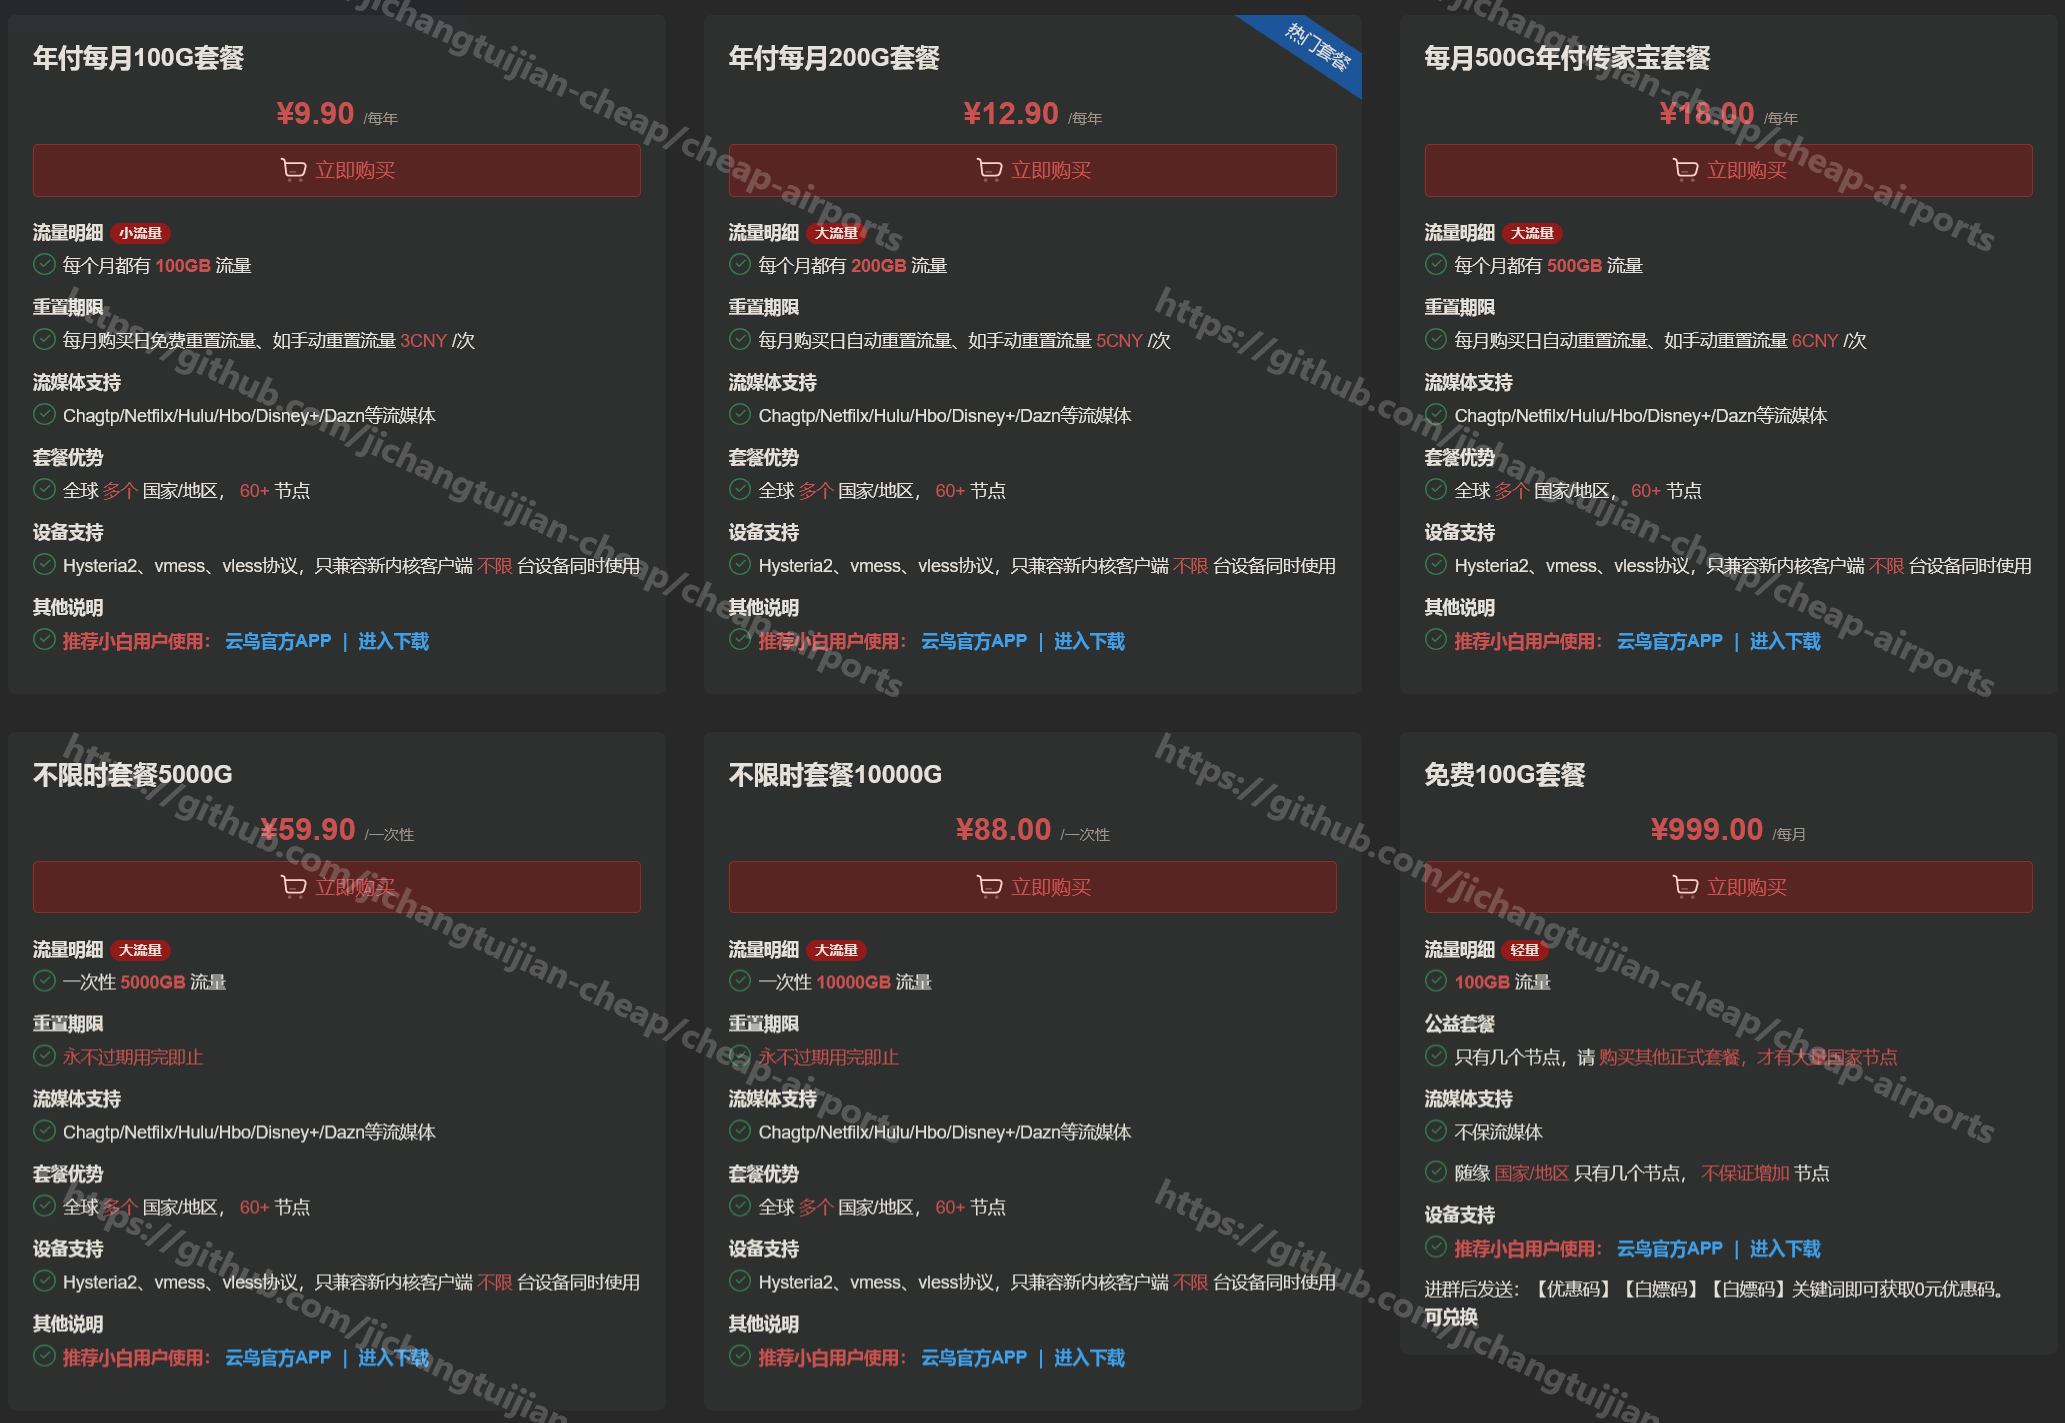 年付每月100G套餐
¥9.90 /每年
立即购买
流量明细 小流量
每个月都有 100GB 流量
重置期限
每月购买日免费重置流量、如手动重置流量 3CNY /次
流媒体支持
Chagtp/Netfilx/Hulu/Hbo/Disney+/Dazn等流媒体
套餐优势
全球 多个 国家/地区， 60+ 节点
设备支持
Hysteria2、vmess、vless协议，只兼容新内核客户端 不限 台设备同时使用
其他说明
推荐小白用户使用： 云鸟官方APP | 进入下载
热门套餐
年付每月200G套餐
¥12.90 /每年
立即购买
流量明细 大流量
每个月都有 200GB 流量
重置期限
每月购买日自动重置流量、如手动重置流量 5CNY /次
流媒体支持
Chagtp/Netfilx/Hulu/Hbo/Disney+/Dazn等流媒体
套餐优势
全球 多个 国家/地区， 60+ 节点
设备支持
Hysteria2、vmess、vless协议，只兼容新内核客户端 不限 台设备同时使用
其他说明
推荐小白用户使用： 云鸟官方APP | 进入下载
每月500G年付传家宝套餐
¥18.00 /每年
立即购买
流量明细 大流量
每个月都有 500GB 流量
重置期限
每月购买日自动重置流量、如手动重置流量 6CNY /次
流媒体支持
Chagtp/Netfilx/Hulu/Hbo/Disney+/Dazn等流媒体
套餐优势
全球 多个 国家/地区， 60+ 节点
设备支持
Hysteria2、vmess、vless协议，只兼容新内核客户端 不限 台设备同时使用
其他说明
推荐小白用户使用： 云鸟官方APP | 进入下载
不限时套餐5000G
¥59.90 /一次性
立即购买
流量明细 大流量
一次性 5000GB 流量
重置期限
永不过期用完即止
流媒体支持
Chagtp/Netfilx/Hulu/Hbo/Disney+/Dazn等流媒体
套餐优势
全球 多个 国家/地区， 60+ 节点
设备支持
Hysteria2、vmess、vless协议，只兼容新内核客户端 不限 台设备同时使用
其他说明
推荐小白用户使用： 云鸟官方APP | 进入下载
不限时套餐10000G
¥88.00 /一次性
立即购买
流量明细 大流量
一次性 10000GB 流量
重置期限
永不过期用完即止
流媒体支持
Chagtp/Netfilx/Hulu/Hbo/Disney+/Dazn等流媒体
套餐优势
全球 多个 国家/地区， 60+ 节点
设备支持
Hysteria2、vmess、vless协议，只兼容新内核客户端 不限 台设备同时使用
其他说明
推荐小白用户使用： 云鸟官方APP | 进入下载
免费100G套餐
¥999.00 /每月
立即购买
流量明细 轻量
100GB 流量
公益套餐
只有几个节点，请 购买其他正式套餐，才有大量国家节点
流媒体支持
不保流媒体
随缘 国家/地区 只有几个节点， 不保证增加 节点
设备支持
推荐小白用户使用： 云鸟官方APP | 进入下载
进群后发送：【优惠码】【白嫖码】【白嫖码】关键词即可获取0元优惠码。
可兑换
jichangtuijian-cheap/cheap-airports
jichangtuijian-cheap/cheap-airports
https://github.com/jichangtuijian-cheap/cheap-airports
https://github.com/jichangtuijian-cheap/cheap-airports
https://github.com/jichangtuijian-cheap/cheap-airports
https://github.com/jichangtuijian-cheap/cheap-airports
https://github.com/jichangtuijian
https://github.com/jichangtuijian